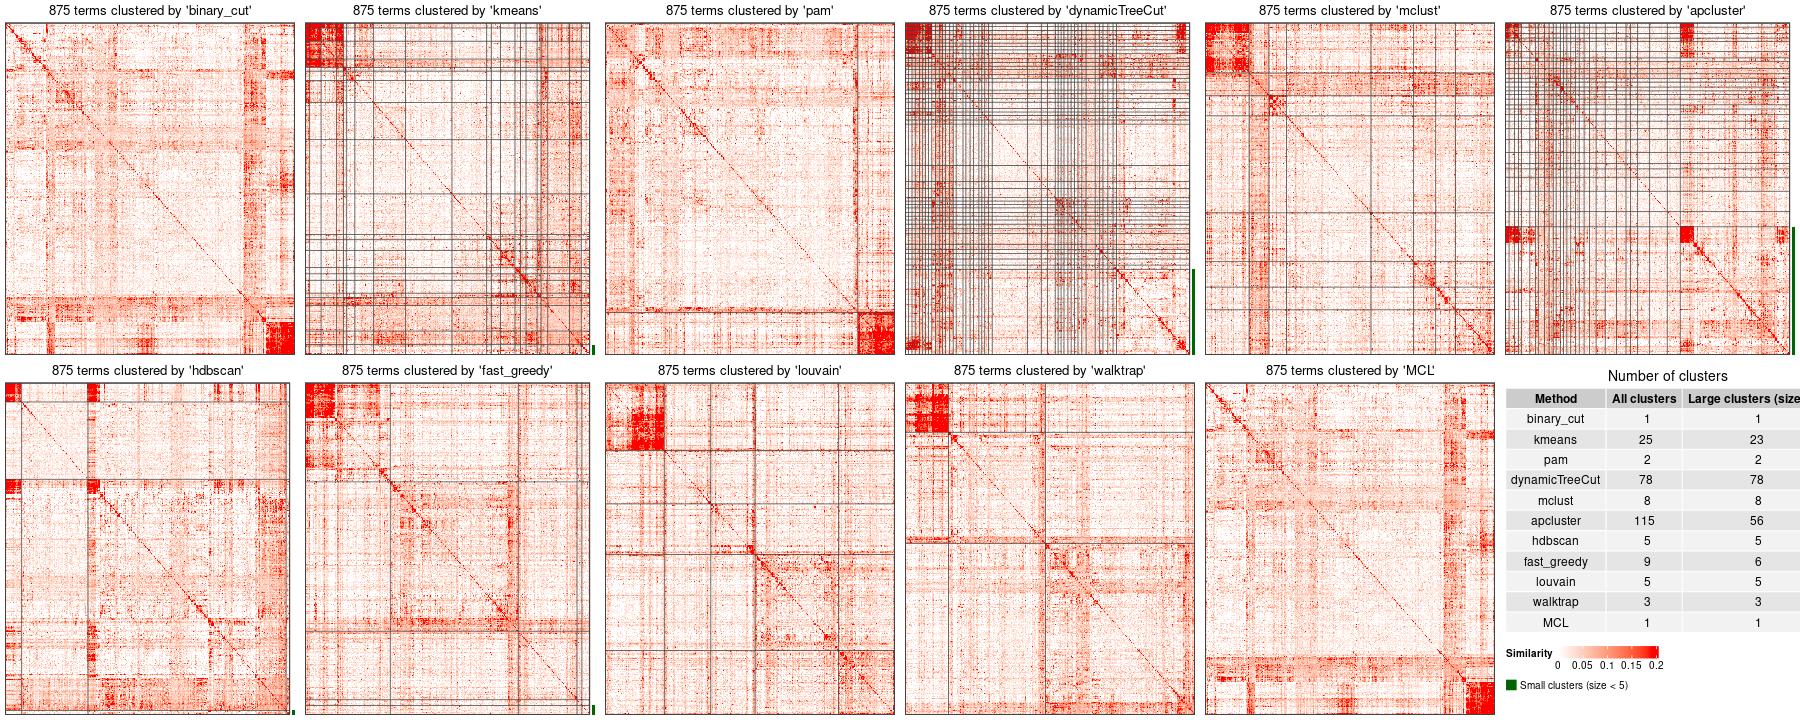 875 terms clustered by 'binary_cut'
875 terms clustered by 'kmeans'
875 terms clustered by 'pam'
875 terms clustered by 'dynamicTreeCut'
875 terms clustered by 'mclust'
875 terms clustered by 'apcluster'
875 terms clustered by 'hdbscan'
875 terms clustered by 'fast_greedy'
875 terms clustered by 'louvain'
875 terms clustered by 'walktrap'
875 terms clustered by 'MCL'
Number of clusters
Method All clusters Large clusters (size
binary_cut 1 1
kmeans 25 23
pam 2 2
dynamicTreeCut 78 78
mclust 8 8
apcluster 115 56
hdbscan 5 5
fast_greedy 9 6
louvain 5 5
walktrap 3 3
MCL 1 1
Similarity
0 0.05 0.1 0.15 0.2
Small clusters (size < 5)